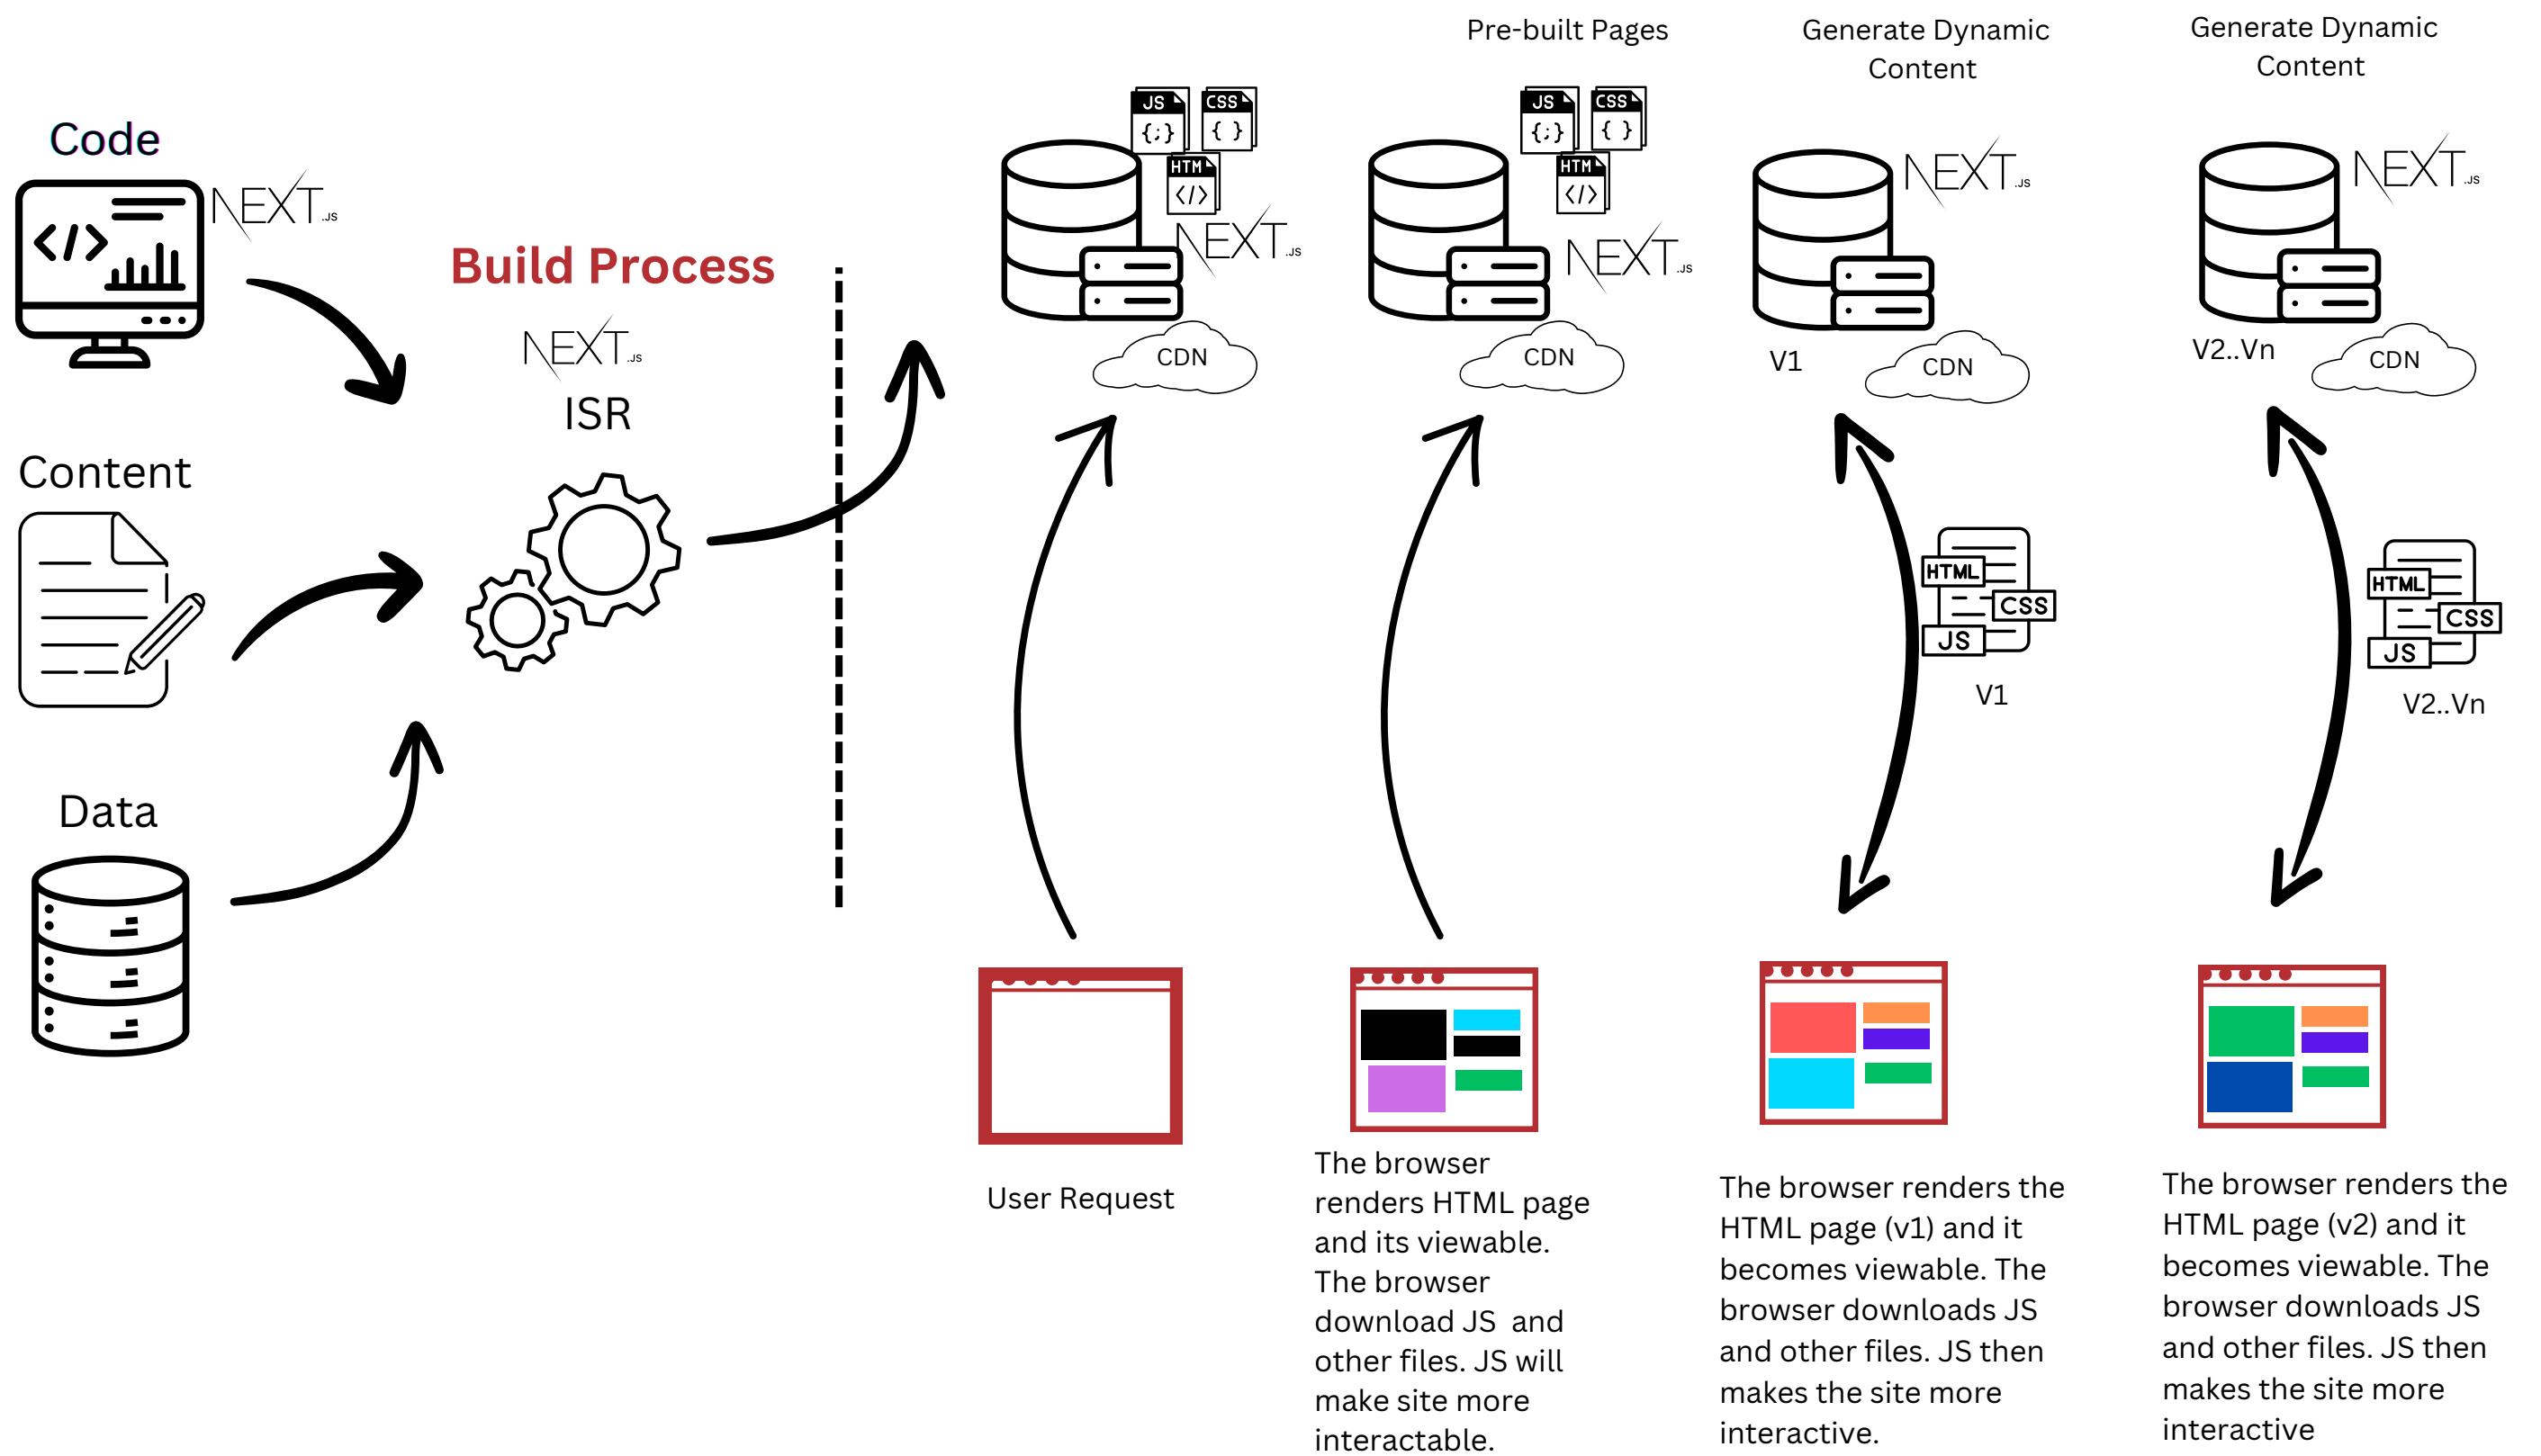 Code
NEXT.JS
Content
Data
Build Process
NEXT.JS
ISR
JS
{;}
CSS
{ }
HTM
</>
NEXT.JS
CDN
User Request
Pre-built Pages
JS
{;}
CSS
{ }
HTM
</>
NEXT.JS
CDN
The browser
renders HTML page
and its viewable.
The browser
download JS  and
other files. JS will
make site more
interactable.
Generate Dynamic
Content
NEXT.JS
V1
CDN
HTML
CSS
JS
V1
The browser renders the
HTML page (v1) and it
becomes viewable. The
browser downloads JS
and other files. JS then
makes the site more
interactive.
Generate Dynamic
Content
NEXT.JS
V2..Vn
CDN
HTML
CSS
JS
V2..Vn
The browser renders the
HTML page (v2) and it
becomes viewable. The
browser downloads JS
and other files. JS then
makes the site more
interactive